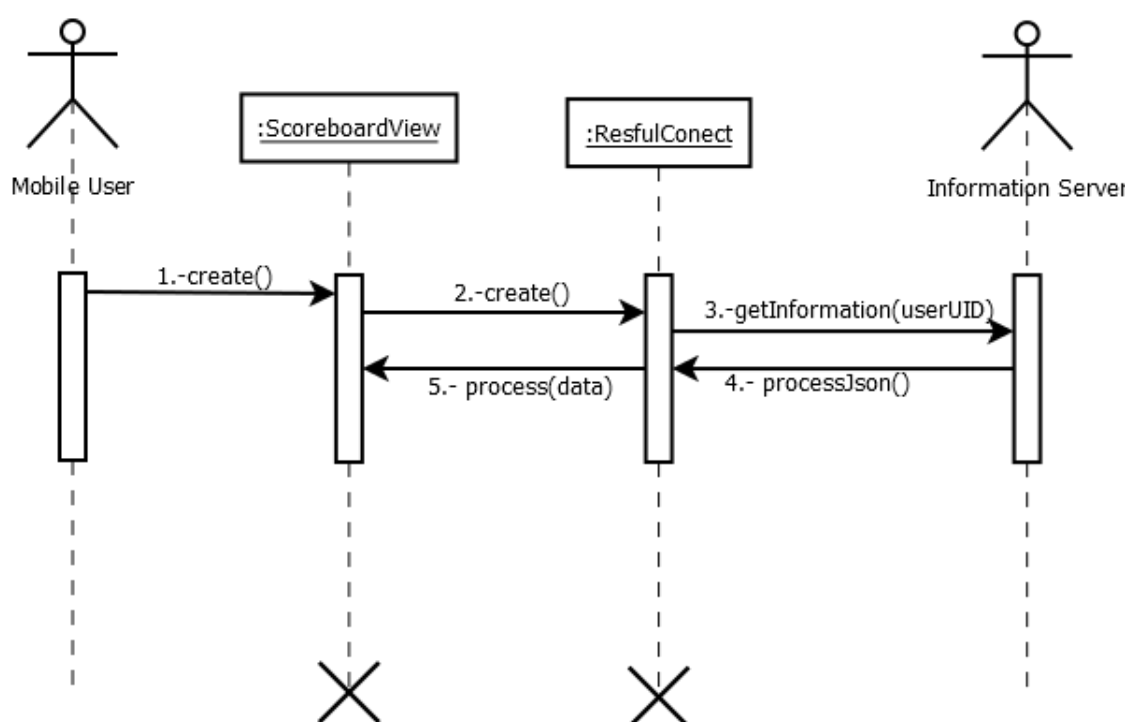 :ScoreboardView
:ResfulConect
Mobile User
Information Server
1.-create()
2.-create()
3.-getInformation(userUID)
5.- process(data)
4.- processJson()